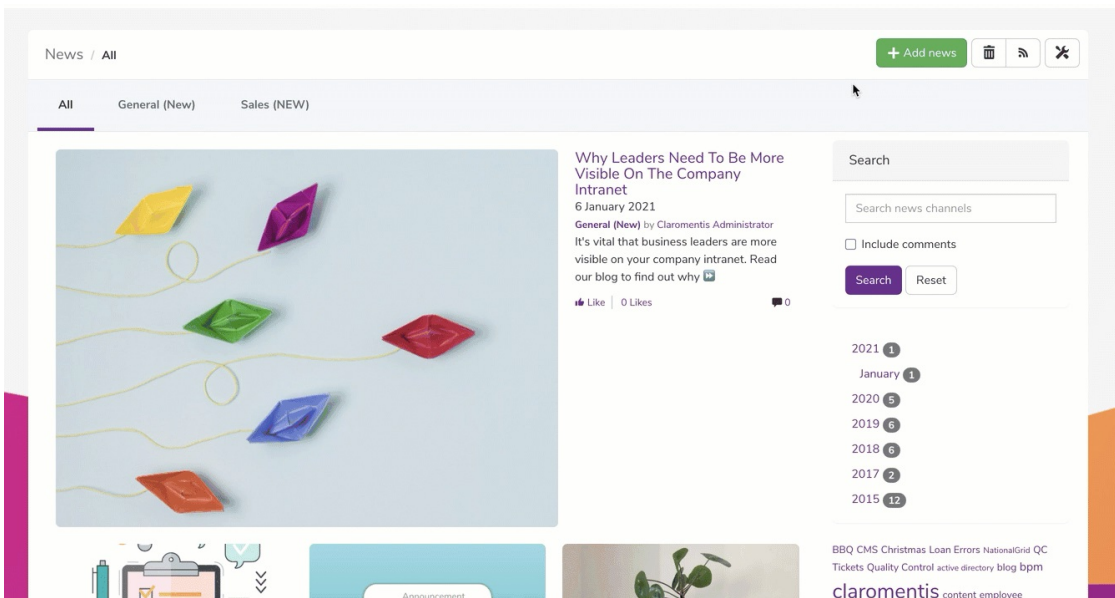 News / All
Add news
All
General (New)
Sales (NEW)
Why Leaders Need To Be More
Visible On The Company
Intranet
6 January 2021
General (New) by Claromentis Administrator
It's vital that business leaders are more
visible on your company intranet. Read
our blog to find out why
Like
0 Likes
0
Search
Search news channels
Include comments
Search
Reset
2021 1
January 1
2020 5
2019 6
2018 6
2017 2
2015 12
BBQ CMS Christmas Loan Errors NationalGrid QC
Tickets Quality Control active directory blog bpm
claromentis content employee
Announcement